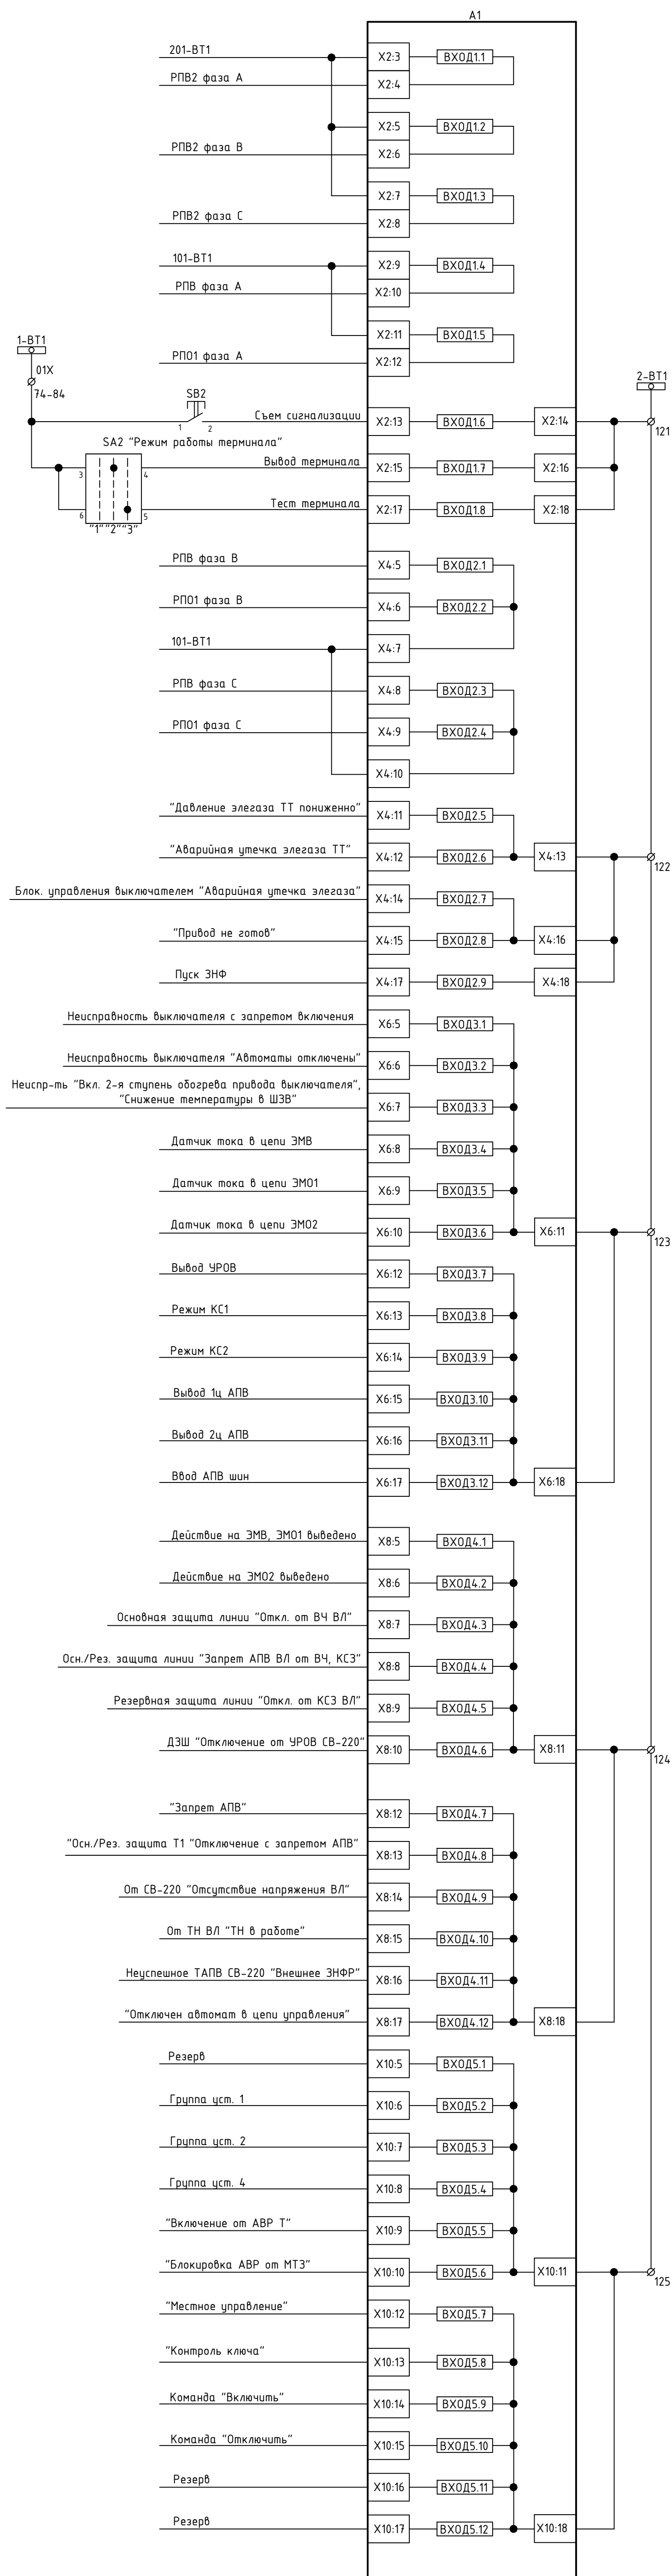 A1
201-ВТ1
X2:3
ВХОД1.1
РПВ2 фаза А
X2:4
X2:5
ВХОД1.2
РПВ2 фаза В
X2:6
X2:7
ВХОД1.3
РПВ2 фаза С
X2:8
101-ВТ1
X2:9
ВХОД1.4
РПВ фаза А
X2:10
X2:11
ВХОД1.5
РПО1 фаза А
X2:12
1-ВТ1
01Х
74-84
2-ВТ1
SB2
1
2
Съем сигнализации
X2:13
ВХОД1.6
X2:14
121
SA2 "Режим работы терминала"
3
4
Вывод терминала
X2:15
ВХОД1.7
X2:16
6
5
Тест терминала
X2:17
ВХОД1.8
X2:18
"1" "2" "3"
РПВ фаза В
X4:5
ВХОД2.1
РПО1 фаза В
X4:6
ВХОД2.2
101-ВТ1
X4:7
РПВ фаза С
X4:8
ВХОД2.3
РПО1 фаза С
X4:9
ВХОД2.4
X4:10
"Давление элегаза ТТ пониженно"
X4:11
ВХОД2.5
"Аварийная утечка элегаза ТТ"
X4:12
ВХОД2.6
X4:13
122
Блок. управления выключателем "Аварийная утечка элегаза"
X4:14
ВХОД2.7
"Привод не готов"
X4:15
ВХОД2.8
X4:16
Пуск ЗНФ
X4:17
ВХОД2.9
X4:18
Неисправность выключателя с запретом включения
X6:5
ВХОД3.1
Неисправность выключателя "Автоматы отключены"
X6:6
ВХОД3.2
Неиспр-ть "Вкл. 2-я ступень обогрева привода выключателя",
"Снижение температуры в ШЗВ"
X6:7
ВХОД3.3
Датчик тока в цепи ЭМВ
X6:8
ВХОД3.4
Датчик тока в цепи ЭМО1
X6:9
ВХОД3.5
Датчик тока в цепи ЭМО2
X6:10
ВХОД3.6
X6:11
123
Вывод УРОВ
X6:12
ВХОД3.7
Режим КС1
X6:13
ВХОД3.8
Режим КС2
X6:14
ВХОД3.9
Вывод 1ц АПВ
X6:15
ВХОД3.10
Вывод 2ц АПВ
X6:16
ВХОД3.11
Ввод АПВ шин
X6:17
ВХОД3.12
X6:18
Действие на ЭМВ, ЭМО1 выведено
X8:5
ВХОД4.1
Действие на ЭМО2 выведено
X8:6
ВХОД4.2
Основная защита линии "Откл. от ВЧ ВЛ"
X8:7
ВХОД4.3
Осн./Рез. защита линии "Запрет АПВ ВЛ от ВЧ, КСЗ"
X8:8
ВХОД4.4
Резервная защита линии "Откл. от КСЗ ВЛ"
X8:9
ВХОД4.5
ДЗШ "Отключение от УРОВ СВ-220"
X8:10
ВХОД4.6
X8:11
124
"Запрет АПВ"
X8:12
ВХОД4.7
"Осн./Рез. защита Т1 "Отключение с запретом АПВ"
X8:13
ВХОД4.8
От СВ-220 "Отсутствие напряжения ВЛ"
X8:14
ВХОД4.9
От ТН ВЛ "ТН в работе"
X8:15
ВХОД4.10
Неуспешное ТАПВ СВ-220 "Внешнее ЗНФР"
X8:16
ВХОД4.11
"Отключен автомат в цепи управления"
X8:17
ВХОД4.12
X8:18
Резерв
X10:5
ВХОД5.1
Группа уст. 1
X10:6
ВХОД5.2
Группа уст. 2
X10:7
ВХОД5.3
Группа уст. 4
X10:8
ВХОД5.4
"Включение от АВР Т"
X10:9
ВХОД5.5
"Блокировка АВР от МТЗ"
X10:10
ВХОД5.6
X10:11
125
"Местное управление"
X10:12
ВХОД5.7
"Контроль ключа"
X10:13
ВХОД5.8
Команда "Включить"
X10:14
ВХОД5.9
Команда "Отключить"
X10:15
ВХОД5.10
Резерв
X10:16
ВХОД5.11
Резерв
X10:17
ВХОД5.12
X10:18